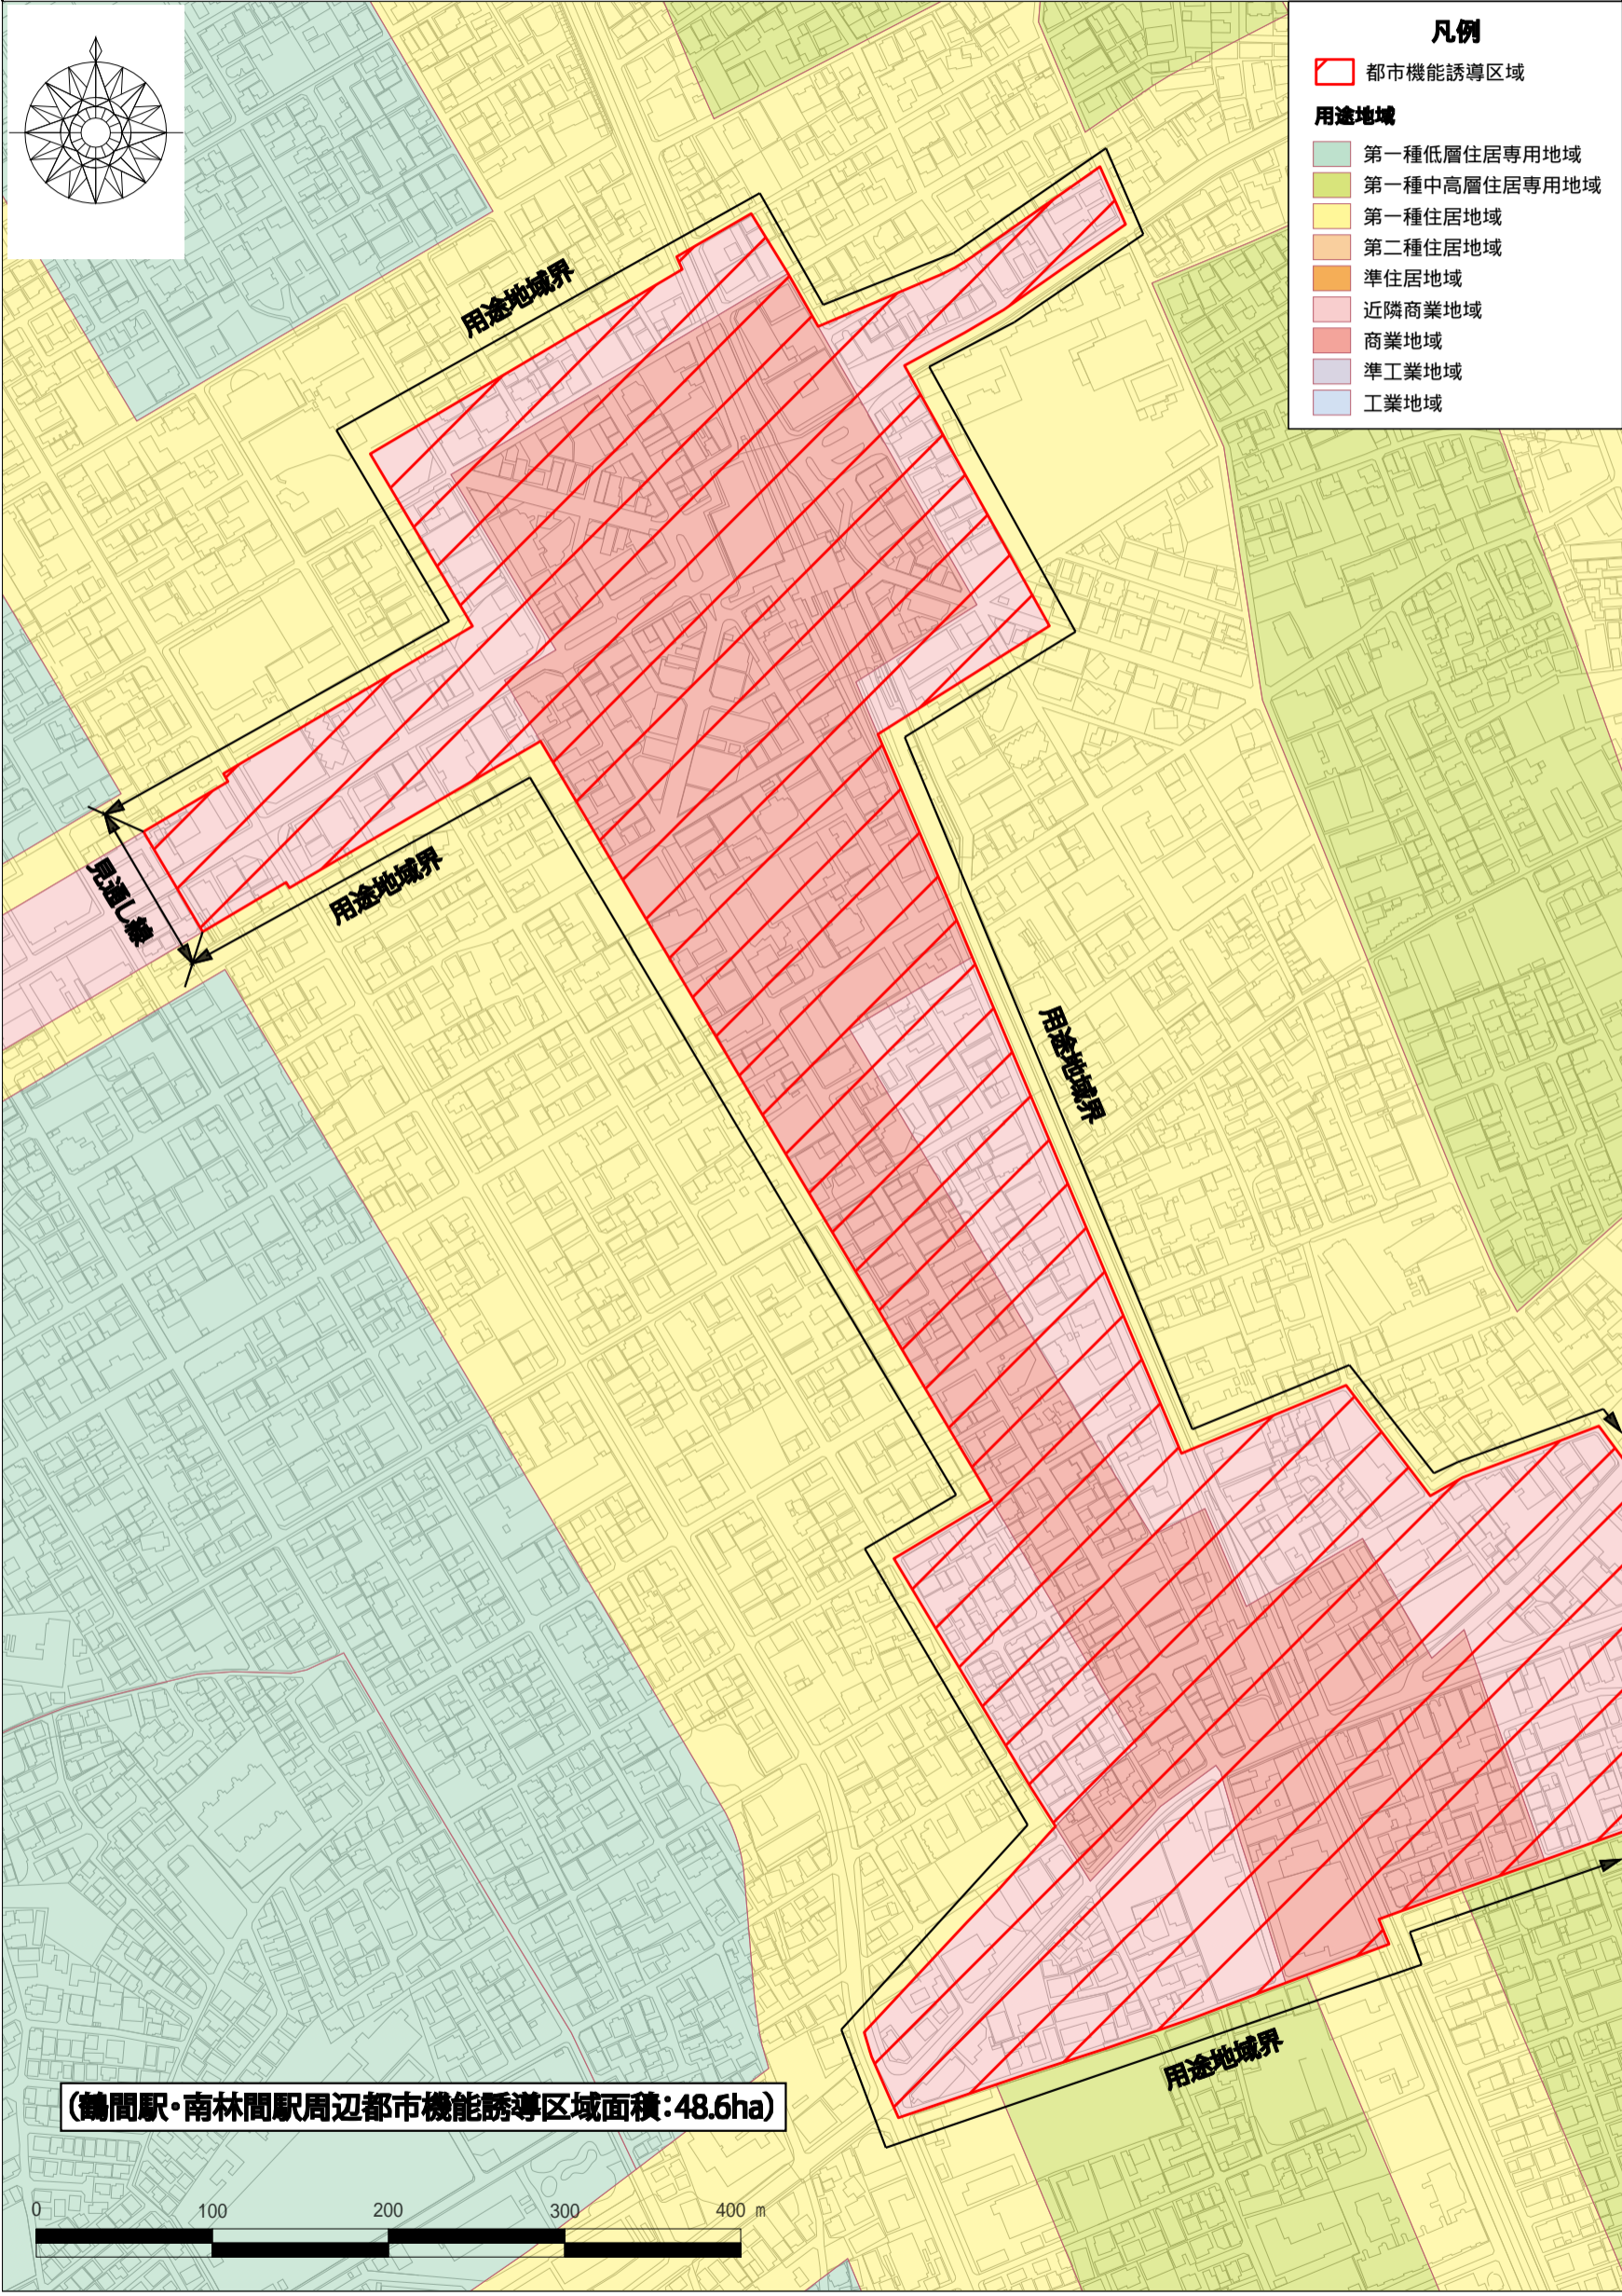 凡例
都市機能誘導区域
用途地域
第一種低層住居専用地域
第一種中高層住居専用地域
第一種住居地域
第二種住居地域
準住居地域
近隣商業地域
商業地域
準工業地域
工業地域
用途地域界
用途地域界
見通し線
用途地域界
用途地域界
(鶴間駅・南林間駅周辺都市機能誘導区域面積:48.6ha)
0 100 200 300 400 m